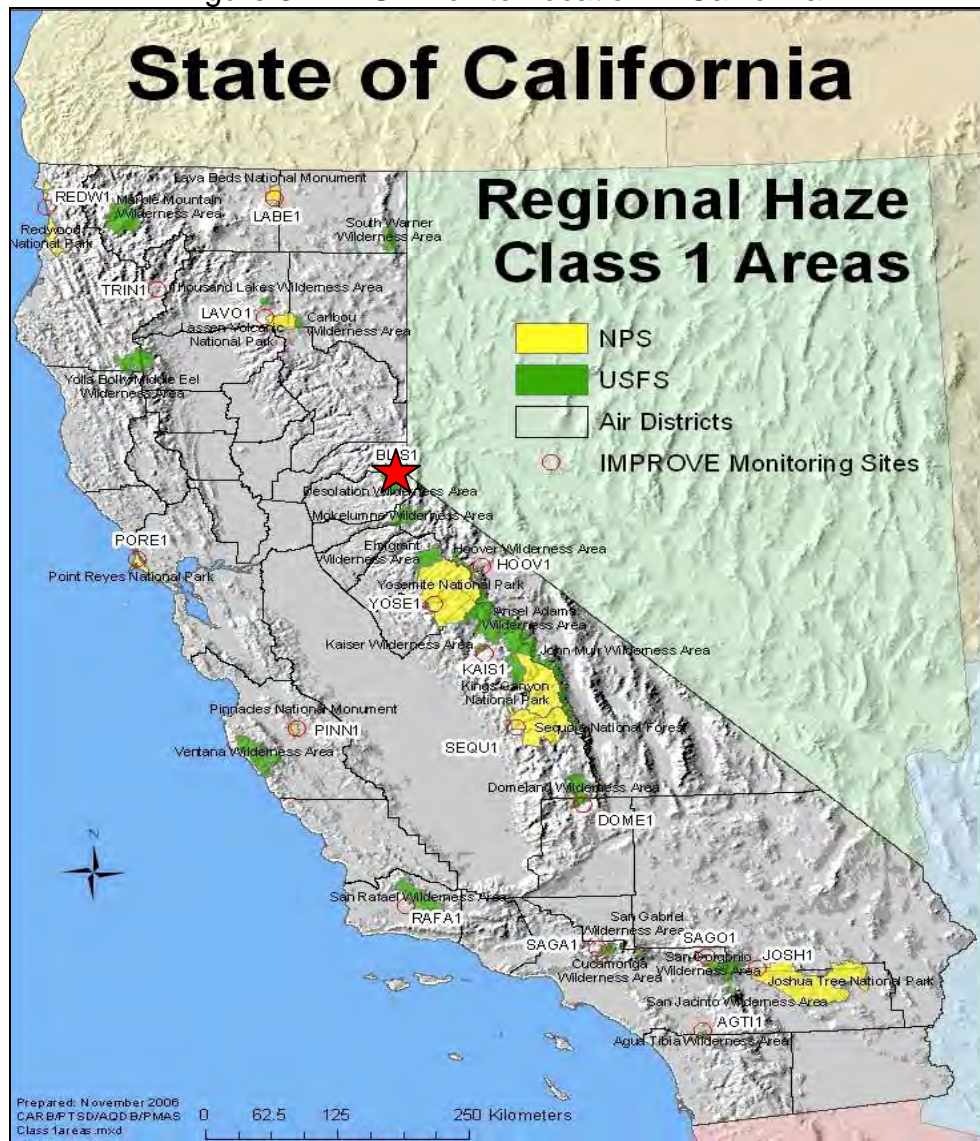 State of California
Regional Haze
Class 1 Areas
NPS
USFS
Air Districts
IMPROVE Monitoring Sites
Lava Beds National Monument
REDW1
Marble Mountain
Wilderness Area
LABE1
South Warner
Wilderness Area
Redwood
National Park
TRIN1
Thousand Lakes Wilderness Area
LAVO1
Caribou
Wilderness Area
Lassen Volcanic
National Park
Yolla Bolly Middle Eel
Wilderness Area
Desolation Wilderness Area
Mokelumne Wilderness Area
PORE1
Emigrant
Wilderness Area
Hoover Wilderness Area
HOOV1
Point Reyes National Park
Yosemite National Park
YOSE1
Ansel Adams
Wilderness Area
Kaiser Wilderness Area
John Muir Wilderness Area
KAIS1
Kings Canyon
National Park
Pinnacles National Monument
PINN1
Sequoia National Forest
SEQU1
Ventana Wilderness Area
Domeland Wilderness Area
DOME1
N
San Rafael Wilderness Area
RAFA1
San Gabriel
Wilderness Area
SAGA1
SAGO1
JOSH1
Cucamonga
Wilderness Area
San Gorgonio
Wilderness Area
Joshua Tree National Park
San Jacinto Wilderness Area
AGTI1
Agua Tibia Wilderness Area
Prepared: November 2006
CARB/PTSD/AQDB/PMAS
Class 1areas.mxd
0 62.5 125 250 Kilometers